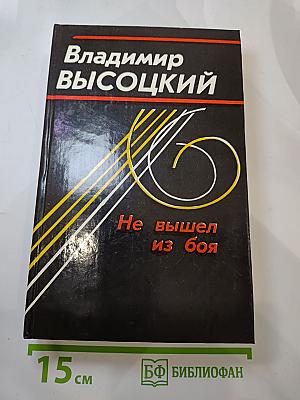 Владимир
ВЫСОЦКИЙ
Не вышел
из боя
15 см
БФ БИБЛИОФАН